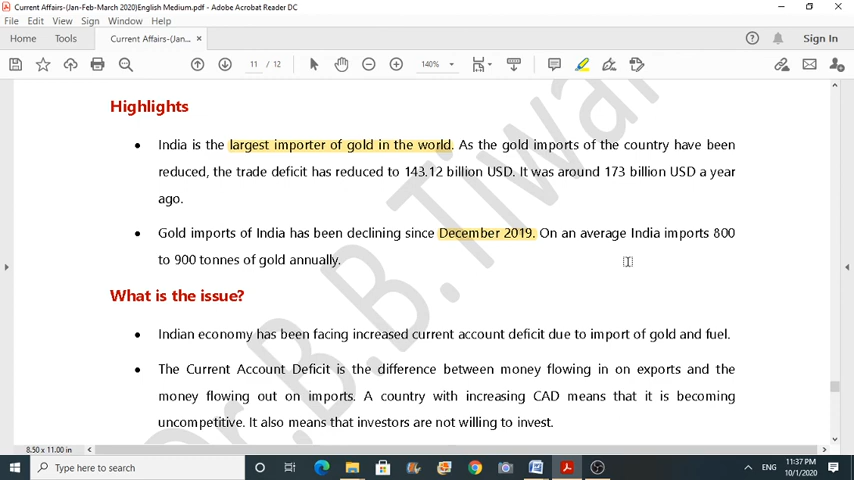 Current Affairs-(Jan-Feb-March 2020)English Medium.pdf - Adobe Acrobat Reader DC
File Edit View Sign Window Help
Home Tools Current Affairs-(Jan-... × Sign In
11 / 12 140%
Highlights
• India is the largest importer of gold in the world. As the gold imports of the country have been
reduced, the trade deficit has reduced to 143.12 billion USD. It was around 173 billion USD a year
ago.
• Gold imports of India has been declining since December 2019. On an average India imports 800
to 900 tonnes of gold annually.
What is the issue?
• Indian economy has been facing increased current account deficit due to import of gold and fuel.
• The Current Account Deficit is the difference between money flowing in on exports and the
money flowing out on imports. A country with increasing CAD means that it is becoming
uncompetitive. It also means that investors are not willing to invest.
Dr.B.B.Tiwar
8.50 x 11.00 in
Type here to search
ENG
11:37 PM
10/1/2020